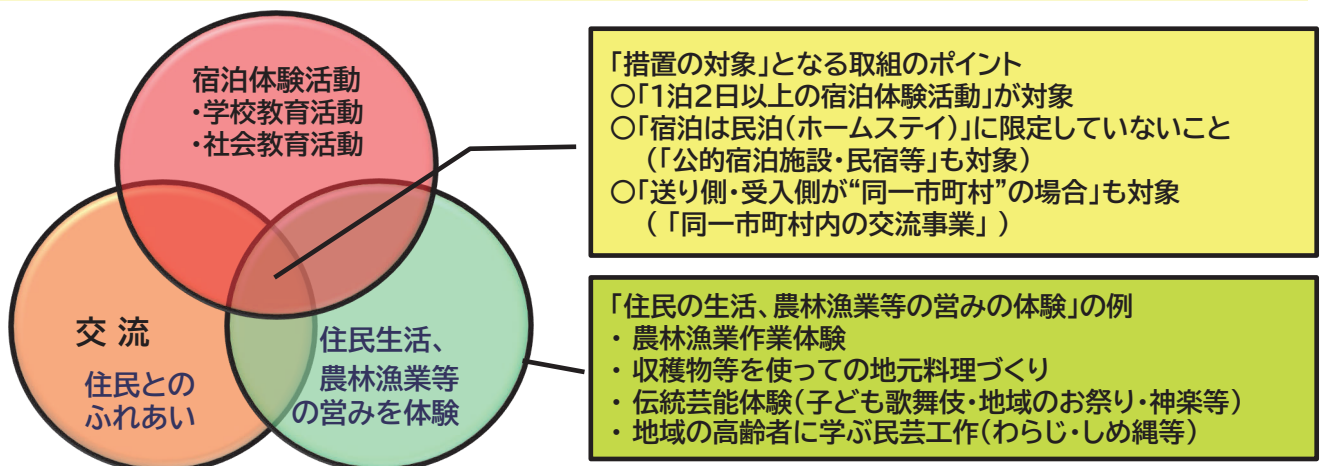 宿泊体験活動
・学校教育活動
・社会教育活動
交 流
住民との
ふれあい
住民生活、
農林漁業等
の営みを体験
「措置の対象」となる取組のポイント
○「1泊2日以上の宿泊体験活動」が対象
○「宿泊は民泊(ホームステイ)」に限定していないこと
(「公的宿泊施設・民宿等」も対象)
○「送り側・受入側が“同一市町村”の場合」も対象
( 「同一市町村内の交流事業」 )
「住民の生活、農林漁業等の営みの体験」の例
・ 農林漁業作業体験
・ 収穫物等を使っての地元料理づくり
・ 伝統芸能体験(子ども歌舞伎・地域のお祭り・神楽等)
・ 地域の高齢者に学ぶ民芸工作(わらじ・しめ縄等)